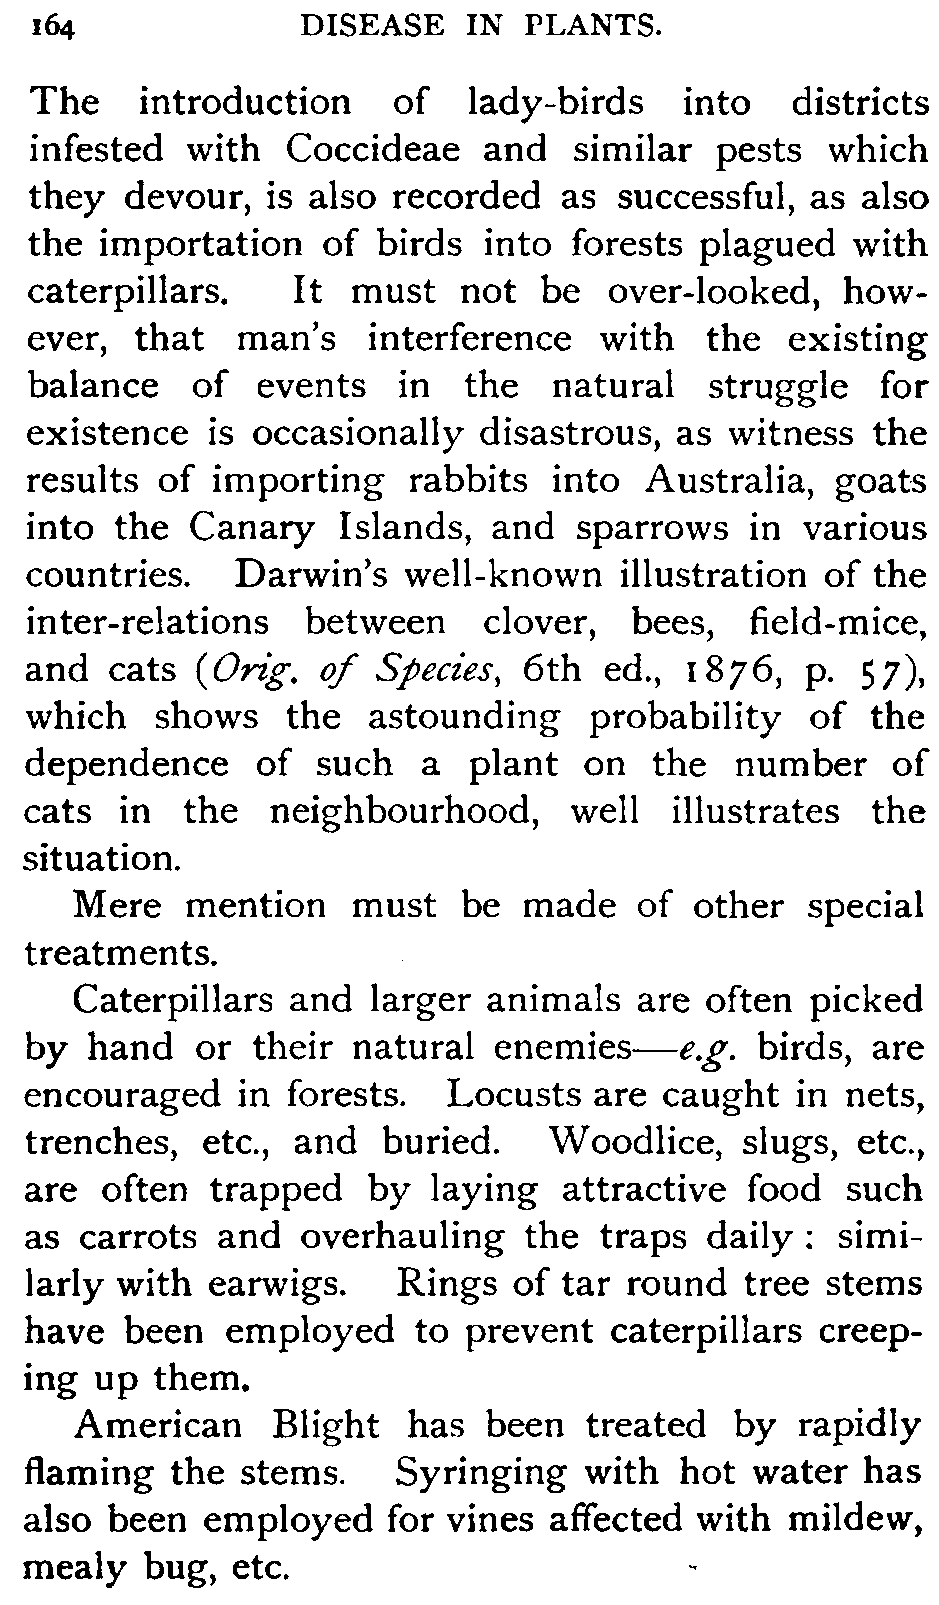 164 DISEASE IN PLANTS.
The introduction of lady-birds into districts
infested with Coccideae and similar pests which
they devour, is also recorded as successful, as also
the importation of birds into forests plagued with
caterpillars. It must not be over-looked, how-
ever, that man's interference with the existing
balance of events in the natural struggle for
existence is occasionally disastrous, as witness the
results of importing rabbits into Australia, goats
into the Canary Islands, and sparrows in various
countries. Darwin's well-known illustration of the
inter-relations between clover, bees, field-mice,
and cats (Orig. of Species, 6th ed., 1876, p. 57),
which shows the astounding probability of the
dependence of such a plant on the number of
cats in the neighbourhood, well illustrates the
situation.
Mere mention must be made of other special
treatments.
Caterpillars and larger animals are often picked
by hand or their natural enemies—e.g. birds, are
encouraged in forests. Locusts are caught in nets,
trenches, etc., and buried. Woodlice, slugs, etc.,
are often trapped by laying attractive food such
as carrots and overhauling the traps daily : simi-
larly with earwigs. Rings of tar round tree stems
have been employed to prevent caterpillars creep-
ing up them.
American Blight has been treated by rapidly
flaming the stems. Syringing with hot water has
also been employed for vines affected with mildew,
mealy bug, etc.